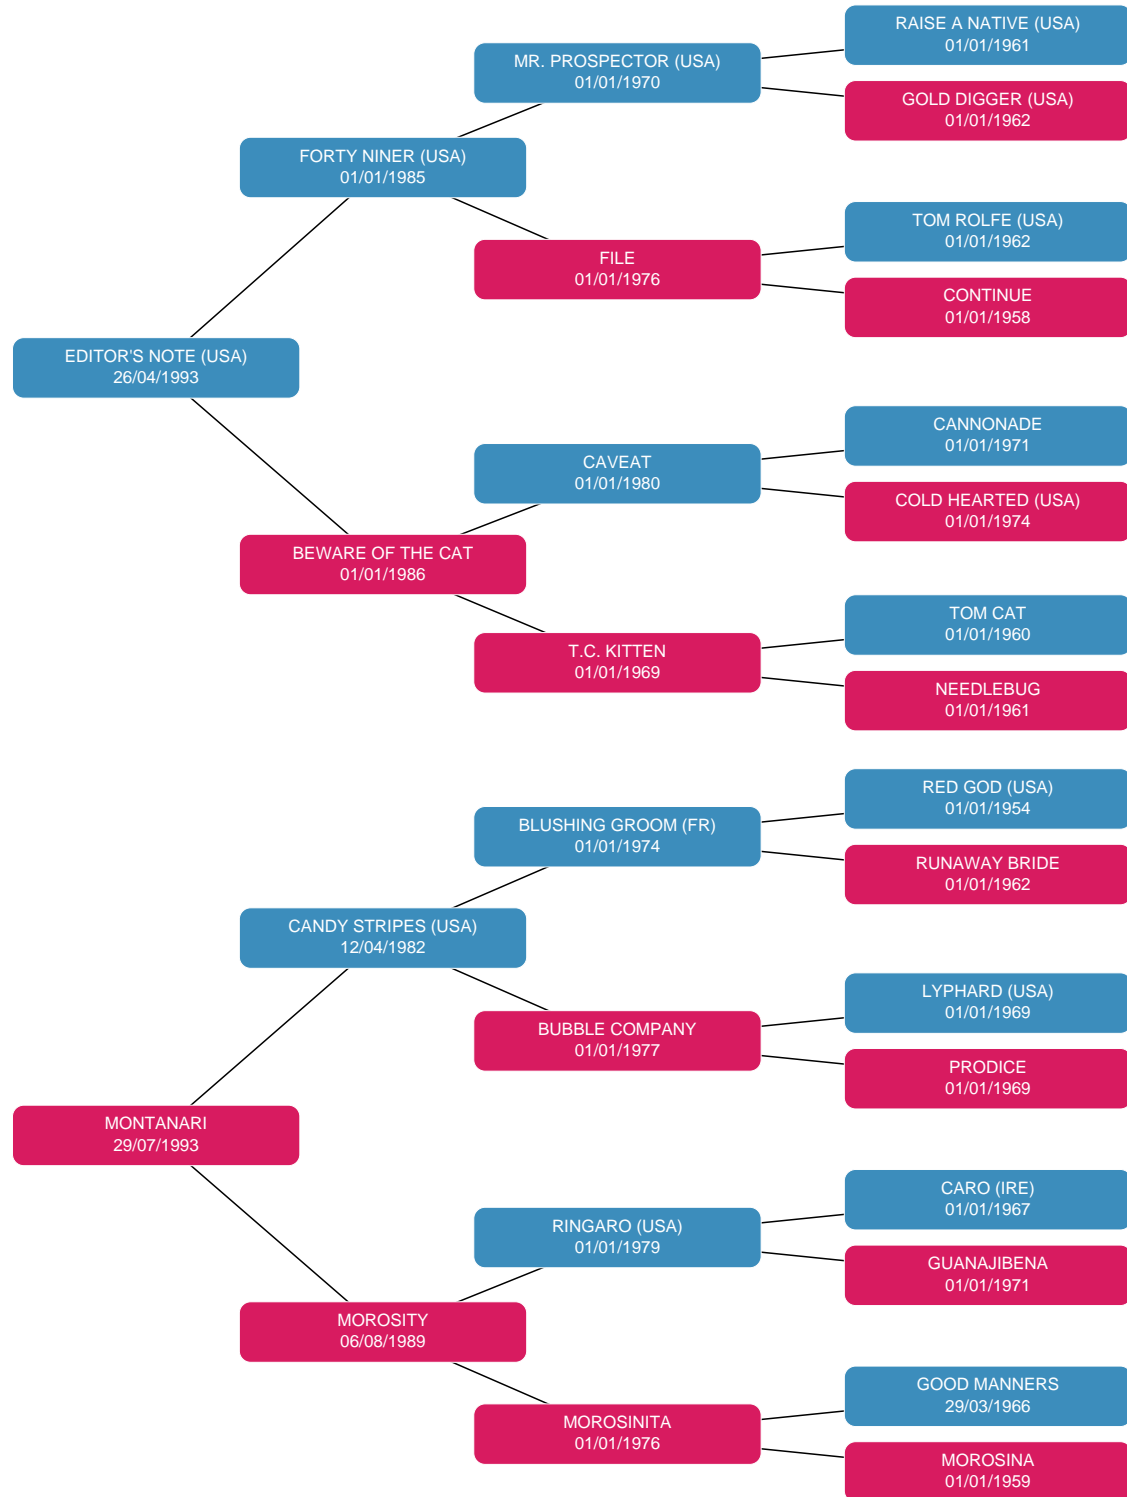 RAISE A NATIVE (USA)
01/01/1961
MR. PROSPECTOR (USA)
01/01/1970
GOLD DIGGER (USA)
01/01/1962
FORTY NINER (USA)
01/01/1985
TOM ROLFE (USA)
01/01/1962
FILE
01/01/1976
CONTINUE
01/01/1958
EDITOR'S NOTE (USA)
26/04/1993
CANNONADE
01/01/1971
CAVEAT
01/01/1980
COLD HEARTED (USA)
01/01/1974
BEWARE OF THE CAT
01/01/1986
TOM CAT
01/01/1960
T.C. KITTEN
01/01/1969
NEEDLEBUG
01/01/1961
RED GOD (USA)
01/01/1954
BLUSHING GROOM (FR)
01/01/1974
RUNAWAY BRIDE
01/01/1962
CANDY STRIPES (USA)
12/04/1982
LYPHARD (USA)
01/01/1969
BUBBLE COMPANY
01/01/1977
PRODICE
01/01/1969
MONTANARI
29/07/1993
CARO (IRE)
01/01/1967
RINGARO (USA)
01/01/1979
GUANAJIBENA
01/01/1971
MOROSITY
06/08/1989
GOOD MANNERS
29/03/1966
MOROSINITA
01/01/1976
MOROSINA
01/01/1959